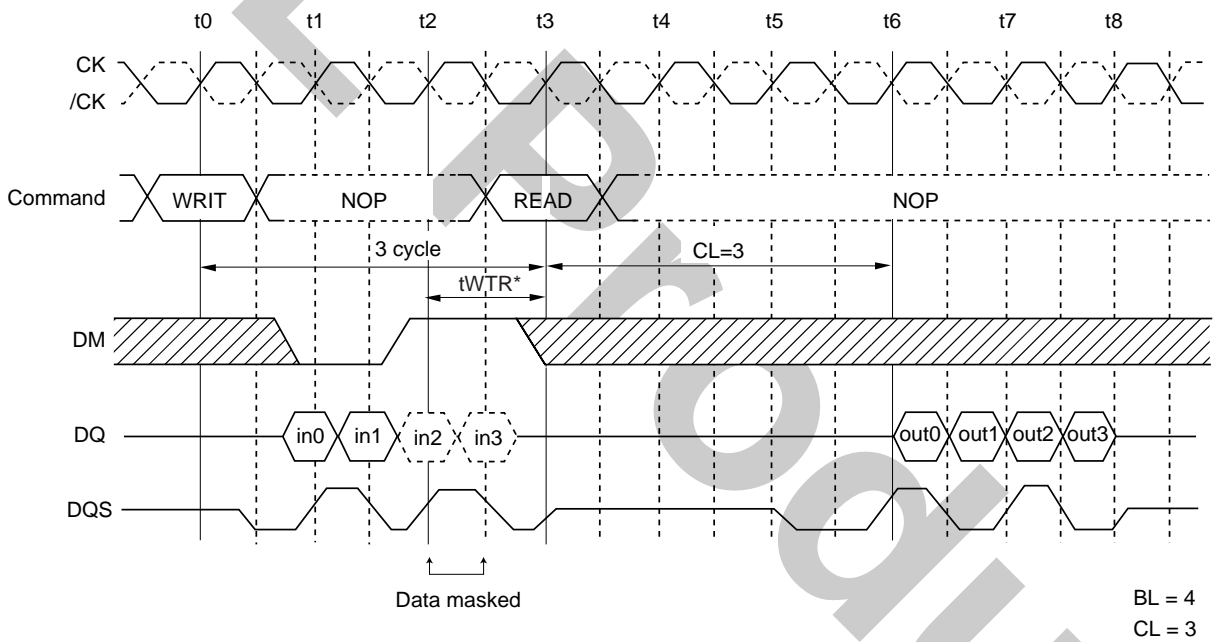 t0 t1 t2 t3 t4 t5 t6 t7 t8
CK
/CK
Command WRIT NOP READ NOP
3 cycle CL=3
tWTR*
DM
DQ in0 in1 in2 in3 out0 out1 out2 out3
DQS
Data masked
BL = 4
CL = 3